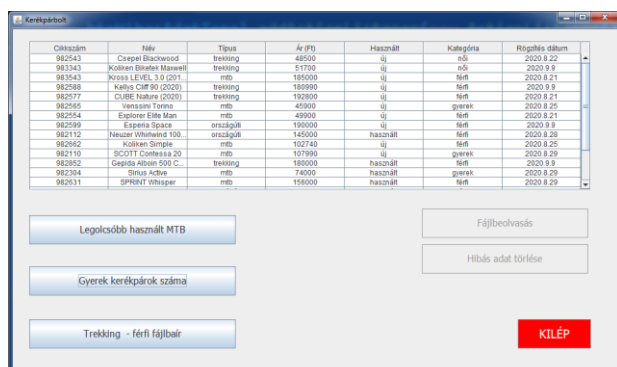 Kerékpárbolt
Cikkszám Név Típus Ár (Ft) Használt Kategória Rögzítés dátum
982543 Csepel Blackwood trekking 48500 új női 2020.8.22
983343 Koliken Biketek Maxwell trekking 51700 új női 2020.9.9
983543 Kross LEVEL 3.0 (201... mtb 185000 új férfi 2020.8.21
982588 Kellys Cliff 90 (2020) trekking 180990 új férfi 2020.9.9
982577 CUBE Nature (2020) trekking 192800 új férfi 2020.8.21
982565 Venssini Torino mtb 45900 új gyerek 2020.8.25
982554 Explorer Elite Man mtb 49900 új férfi 2020.8.21
982599 Esperia Space országúti 190000 új férfi 2020.9.9
982112 Neuzer Whirlwind 100... országúti 145000 használt férfi 2020.8.28
982662 Koliken Simple mtb 102740 új férfi 2020.8.25
982110 SCOTT Contessa 20 mtb 107990 új gyerek 2020.8.29
982852 Gepida Alboin 500 C... trekking 180000 használt férfi 2020.9.9
982304 Sirius Active mtb 74000 használt gyerek 2020.8.29
982631 SPRINT Whisper mtb 156000 használt férfi 2020.8.29
Legolcsóbb használt MTB
Fájlbeolvasás
Hibás adat törlése
Gyerek kerékpárok száma
Trekking - férfi fájlbaír
KILÉP